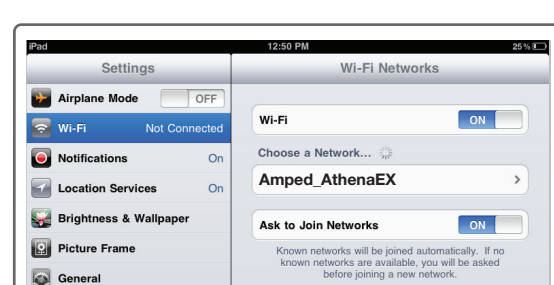 iPad 12:50 PM 25%
Settings
Wi-Fi Networks
Airplane Mode OFF
Wi-Fi Not Connected
Notifications On
Location Services On
Brightness & Wallpaper
Picture Frame
General
Wi-Fi ON
Choose a Network...
Amped_AthenaEX
Ask to Join Networks ON
Known networks will be joined automatically. If no
known networks are available, you will be asked
before joining a new network.